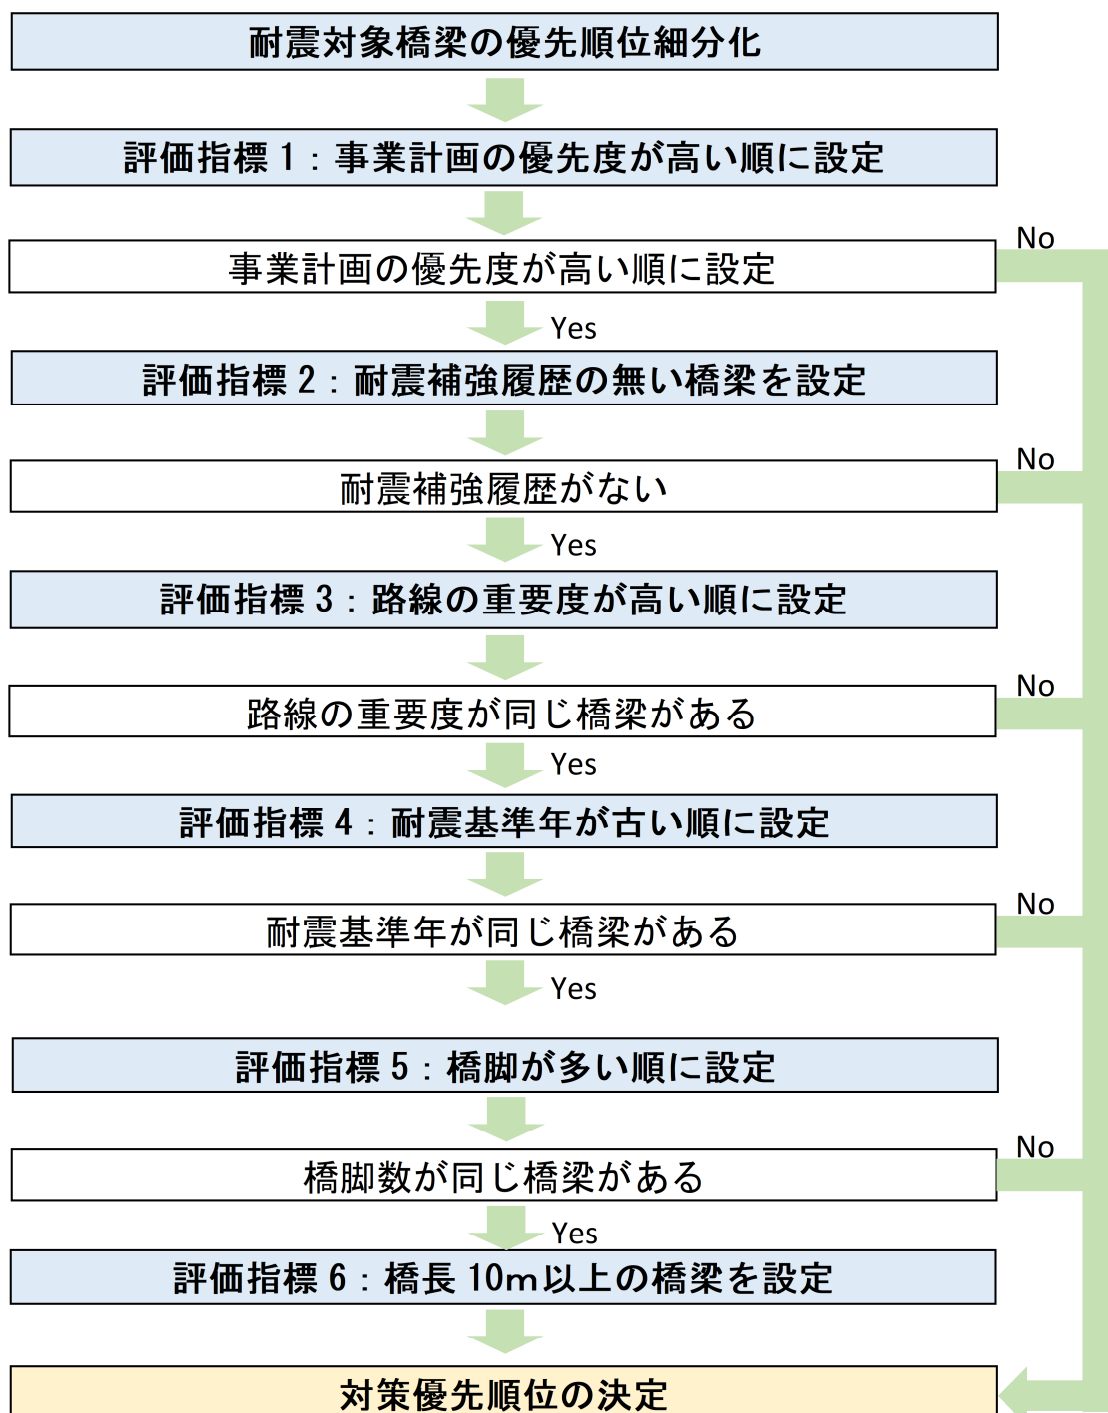 耐震対象橋梁の優先順位細分化
評価指標1：事業計画の優先度が高い順に設定
No
事業計画の優先度が高い順に設定
Yes
評価指標2：耐震補強履歴の無い橋梁を設定
No
耐震補強履歴がない
Yes
評価指標3：路線の重要度が高い順に設定
No
路線の重要度が同じ橋梁がある
Yes
評価指標4：耐震基準年が古い順に設定
No
耐震基準年が同じ橋梁がある
Yes
評価指標5：橋脚が多い順に設定
No
橋脚数が同じ橋梁がある
Yes
評価指標6：橋長10ｍ以上の橋梁を設定
対策優先順位の決定